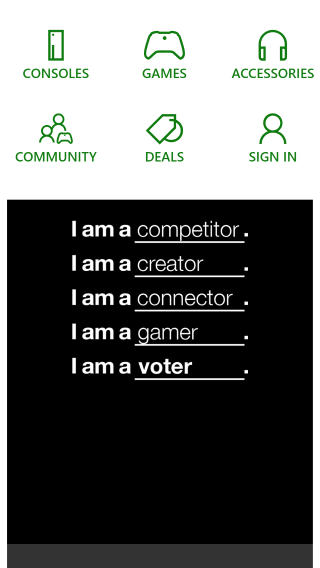 CONSOLES GAMES ACCESSORIES
COMMUNITY DEALS SIGN IN
I am a competitor.
I am a creator.
I am a connector.
I am a gamer.
I am a voter.